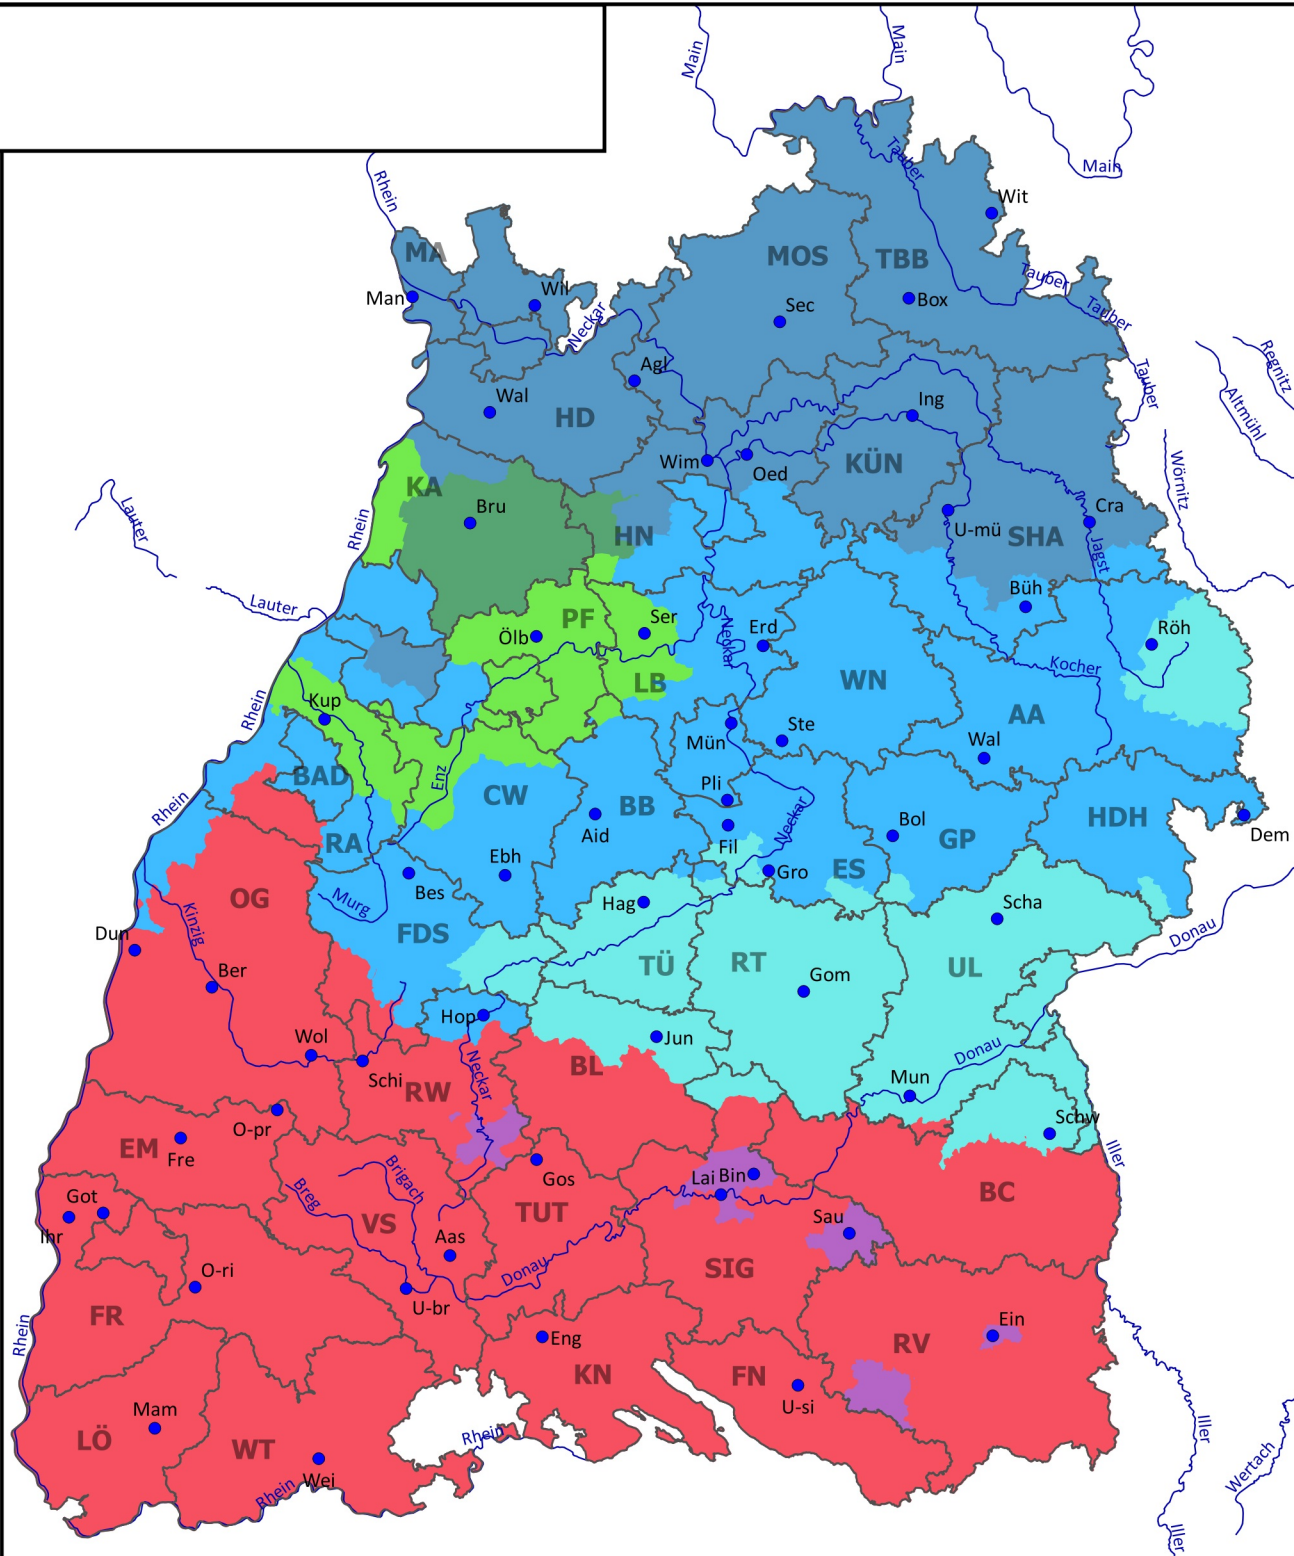 Main
Main
Main
Rhein
Tauber
Wit
MA
MOS
TBB
Man
Wil
Neckar
Sec
Box
Tauber
Tauber
Tauber
Regnitz
Altmühl
Agl
Wal
HD
Ing
Wim
Oed
KÜN
Wörnitz
KA
Bru
HN
U-mü
SHA
Cra
Jagst
Lauter
Rhein
Lauter
Büh
PF
Ser
Ölb
Erd
Neckar
Röh
LB
WN
Kocher
Rhein
Kup
Mün
Ste
AA
Wal
BAD
Enz
CW
BB
Pli
Neckar
HDH
Rhein
Aid
Fil
Bol
GP
Dem
RA
Ebh
Bes
Gro
ES
OG
Murg
Hag
Scha
Kinzig
FDS
Dun
Donau
Ber
TÜ
RT
Gom
UL
Hop
Wol
Jun
Schi
Neckar
BL
Donau
RW
Mun
O-pr
Schw
EM
Fre
Gos
Iller
Brigach
Lai
Bin
Breg
Got
Ihr
VS
TUT
Sau
BC
Aas
O-ri
Donau
SIG
U-br
FR
Rhein
Eng
Ein
RV
KN
FN
U-si
Mam
LÖ
WT
Rhein
Wei
Rhein
Iller
Wertach
Iller